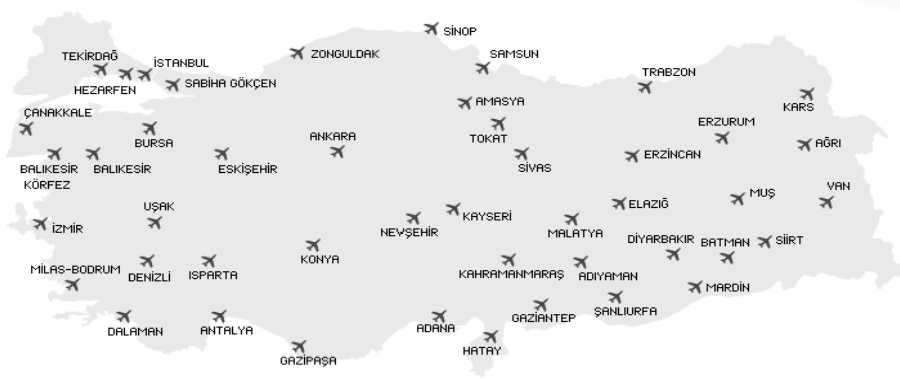 SİNOP
TEKİRDAĞ
ZONGULDAK
SAMSUN
İSTANBUL
TRABZON
SABİHA GÖKÇEN
HEZARFEN
AMASYA
KARS
ÇANAKKALE
ERZURUM
ANKARA
TOKAT
BURSA
AĞRI
ERZİNCAN
BALIKESİR
KÖRFEZ
BALIKESİR
ESKİŞEHİR
SİVAS
VAN
MUŞ
ELAZIĞ
UŞAK
KAYSERİ
İZMİR
NEVŞEHİR
MALATYA
DİYARBAKIR
BATMAN
SİİRT
KONYA
MİLAS-BODRUM
DENİZLİ
ISPARTA
KAHRAMANMARAŞ
ADIYAMAN
MARDİN
ŞANLIURFA
GAZİANTEP
DALAMAN
ANTALYA
ADANA
HATAY
GAZİPAŞA